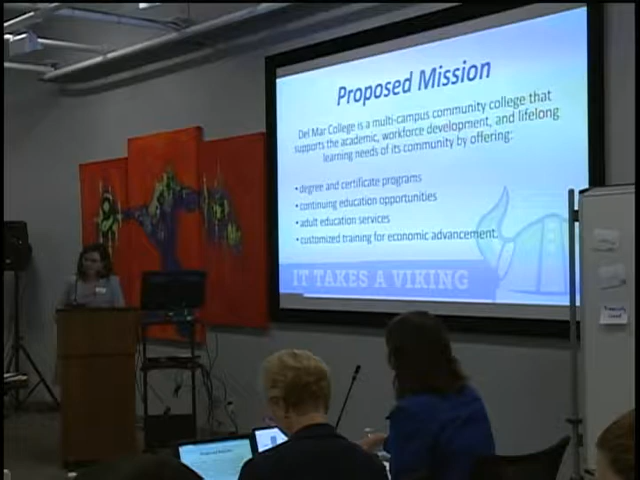 Proposed Mission
Del Mar College is a multi-campus community college that
supports the academic, workforce development, and lifelong
learning needs of its community by offering:
• degree and certificate programs
• continuing education opportunities
• adult education services
• customized training for economic advancement.
IT TAKES A VIKING